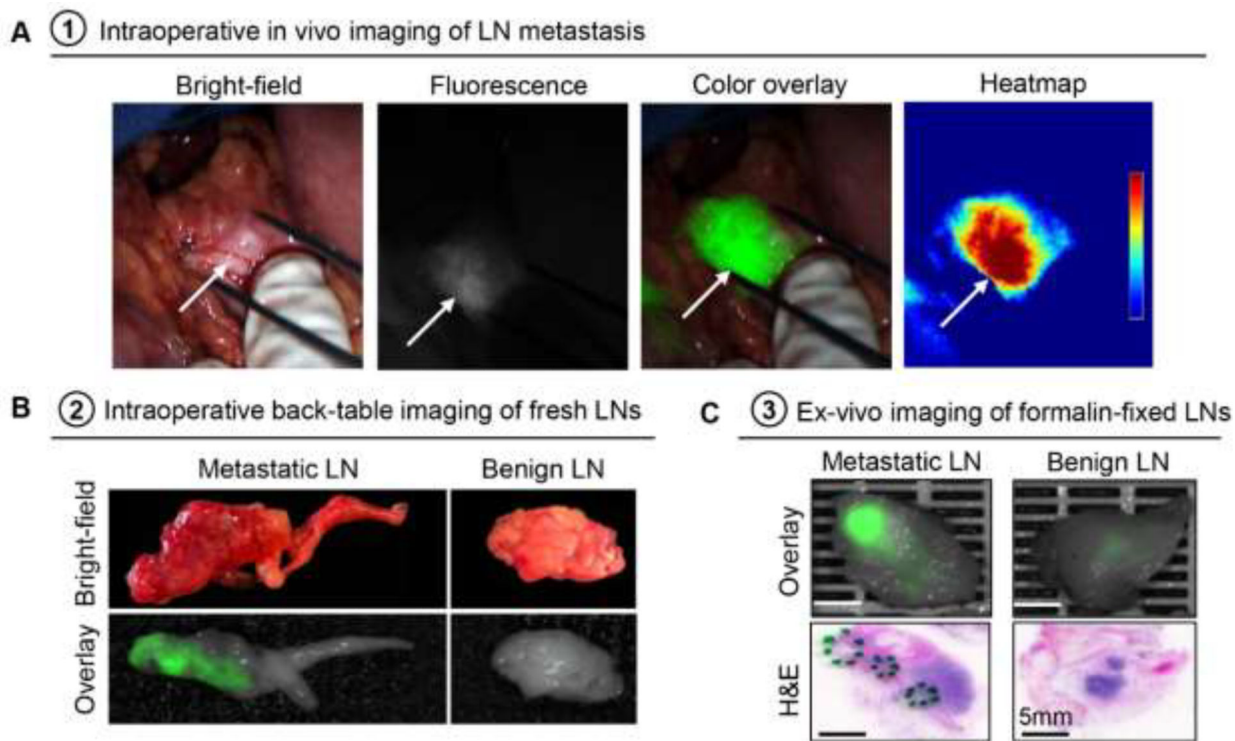 A ① Intraoperative in vivo imaging of LN metastasis
Bright-field Fluorescence Color overlay Heatmap
B ② Intraoperative back-table imaging of fresh LNs
Metastatic LN Benign LN
Bright-field
Overlay
C ③ Ex-vivo imaging of formalin-fixed LNs
Metastatic LN Benign LN
Overlay
H&E
5mm